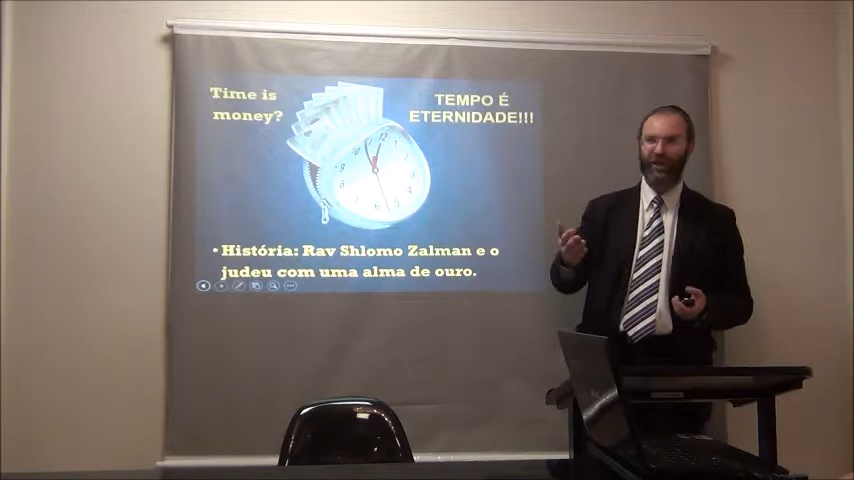 Time is
money?
TEMPO É
ETERNIDADE!!!
• História: Rav Shlomo Zalman e o
judeu com uma alma de ouro.